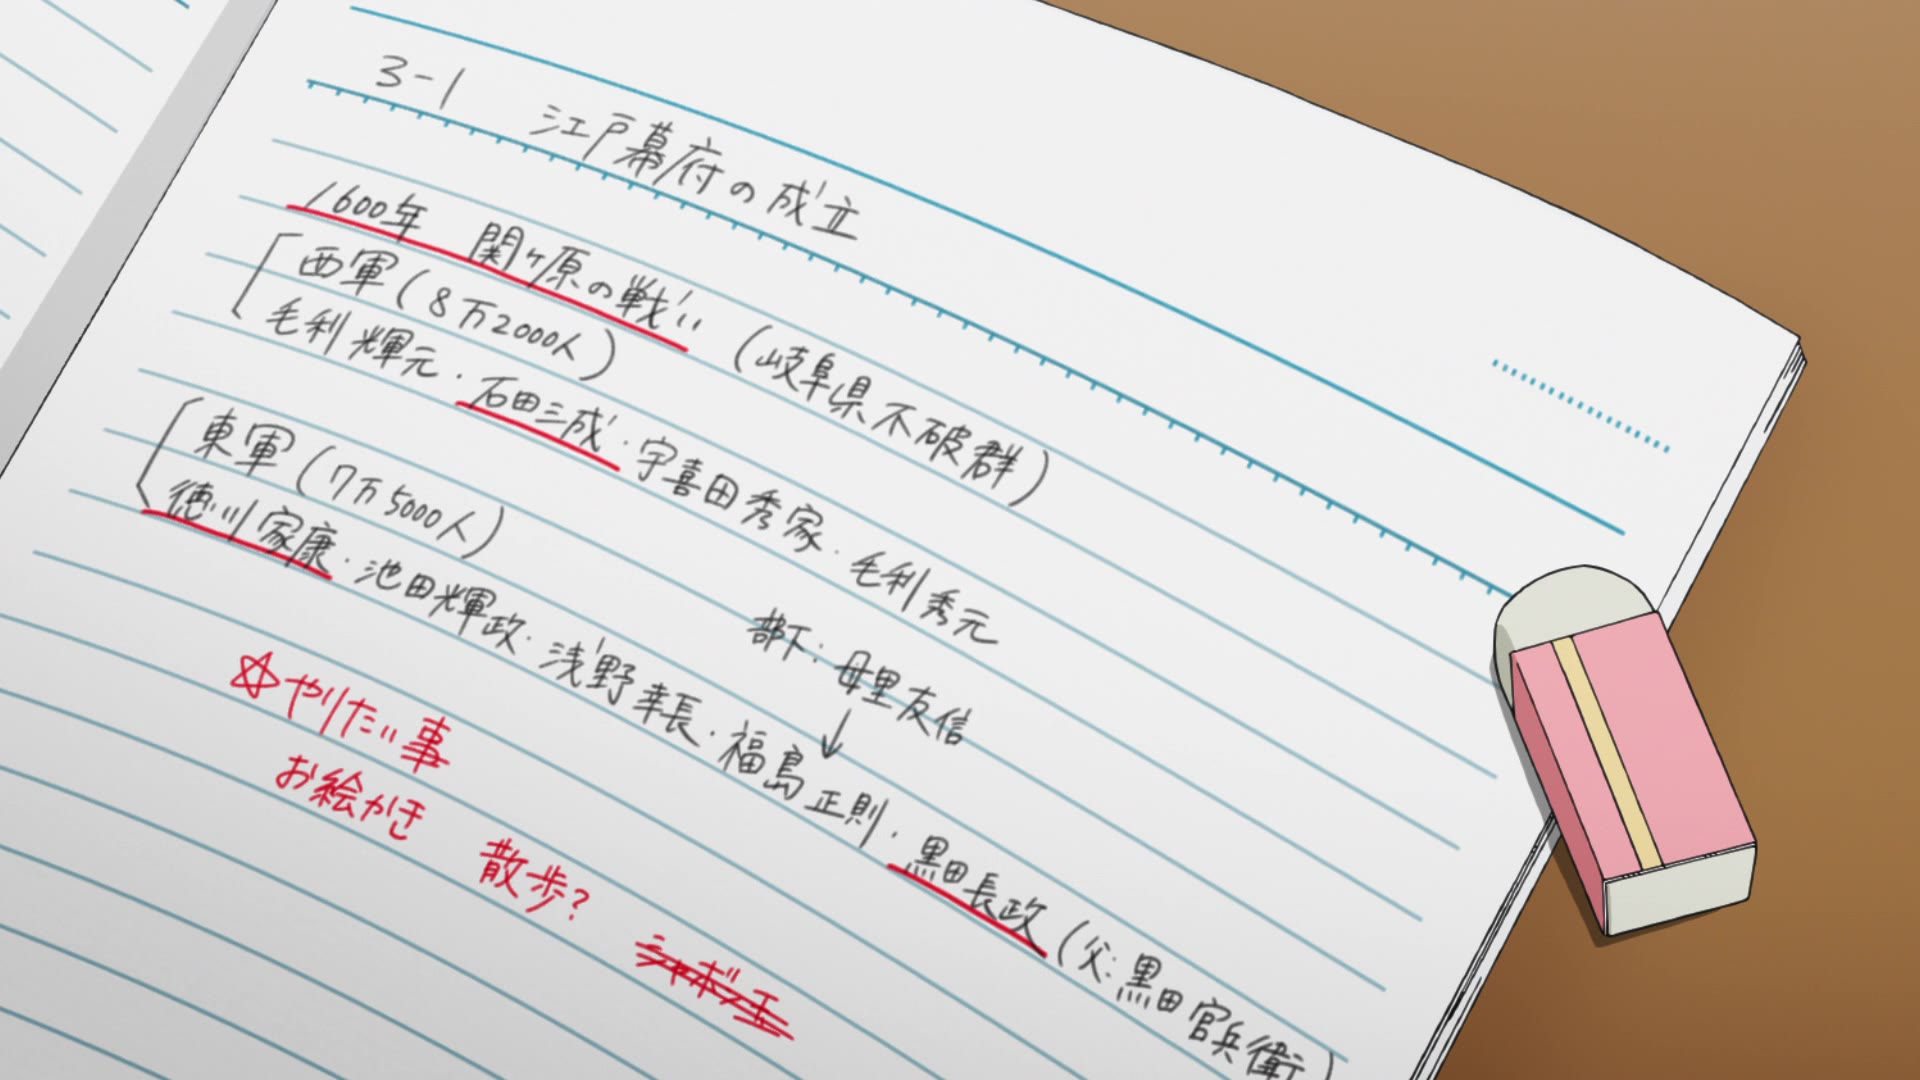 3-1 江戸幕府の成立
1600年 関ヶ原の戦い (岐阜県不破群)
西軍(8万2000人)
毛利輝元・石田三成・宇喜田秀家・毛利秀元
東軍(7万5000人)
徳川家康・池田輝政・浅野幸長・福島正則・黒田長政(父:黒田官兵衛)
部下:母里友信
↓
☆やりたい事
お絵かき 散歩? シャボン玉